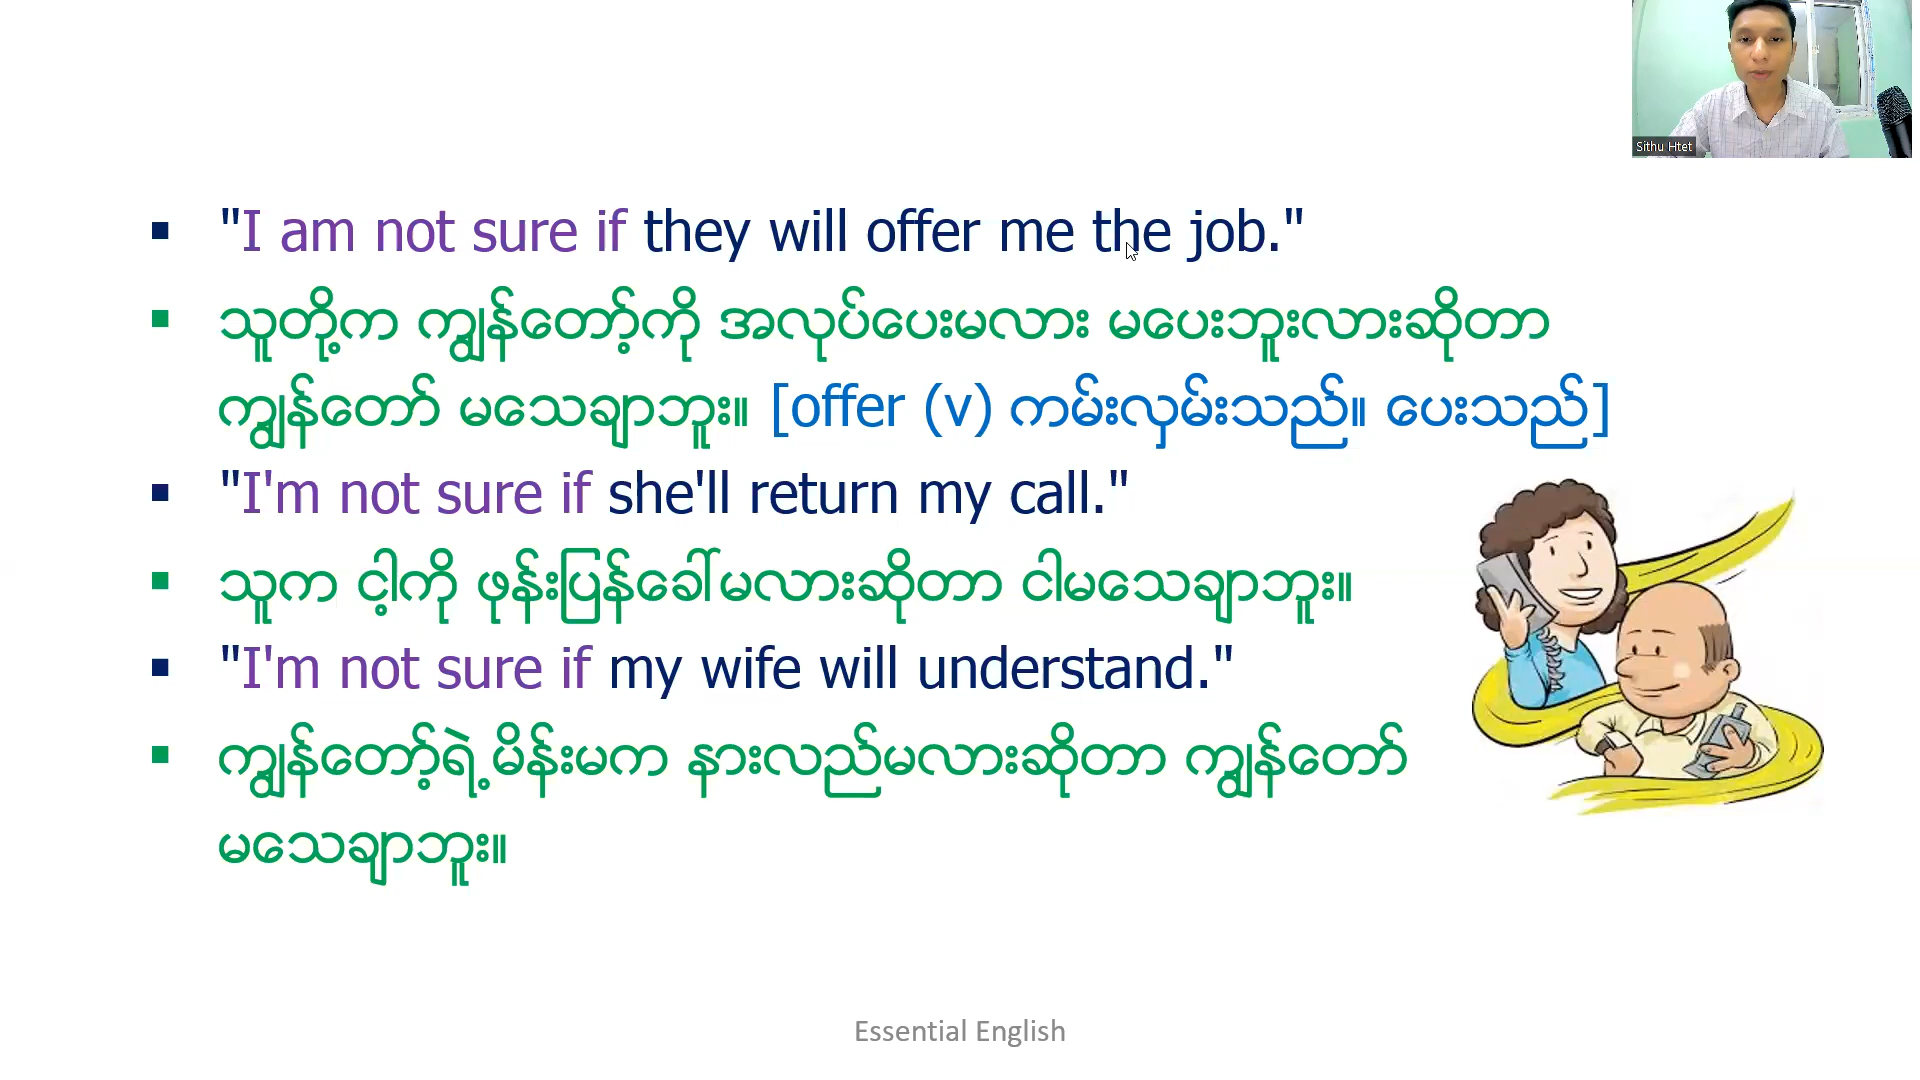 Sithu Htet
"I am not sure if they will offer me the job."
သူတို့က ကျွန်တော့်ကို အလုပ်ပေးမလား မပေးဘူးလားဆိုတာ
ကျွန်တော် မသေချာဘူး။ [offer (v) ကမ်းလှမ်းသည်။ ပေးသည်]
"I'm not sure if she'll return my call."
သူက ငါ့ကို ဖုန်းပြန်ခေါ်မလားဆိုတာ ငါမသေချာဘူး။
"I'm not sure if my wife will understand."
ကျွန်တော့်ရဲ့မိန်းမက နားလည်မလားဆိုတာ ကျွန်တော်
မသေချာဘူး။
Essential English